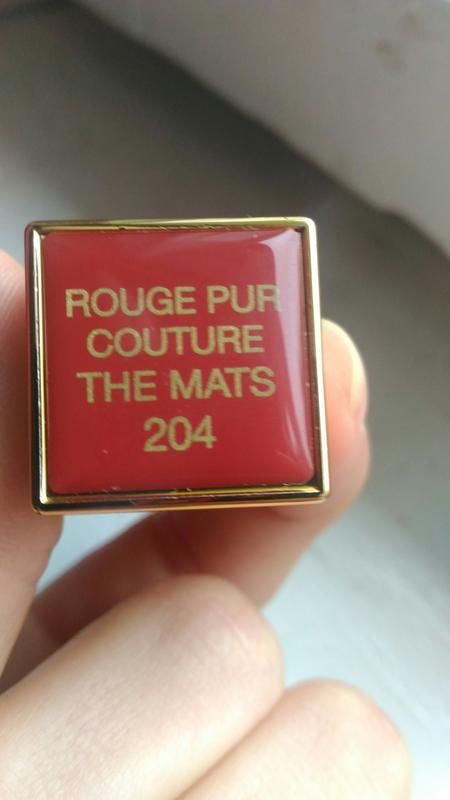 ROUGE PUR
COUTURE
THE MATS
204